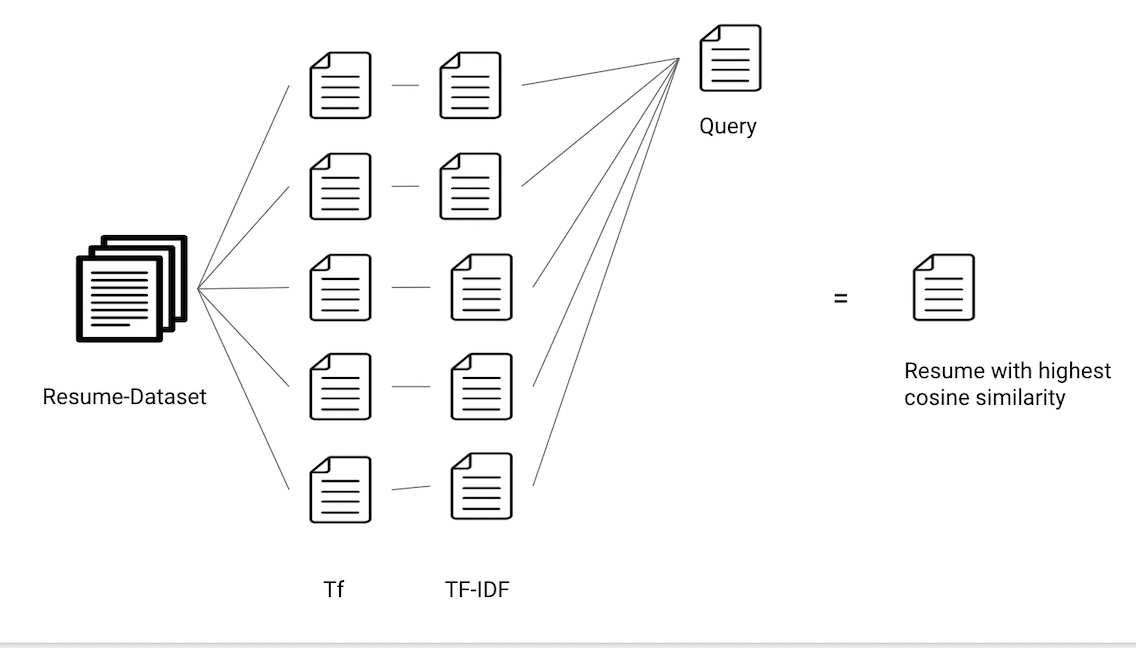 Query
=
Resume with highest
cosine similarity
Resume-Dataset
Tf
TF-IDF